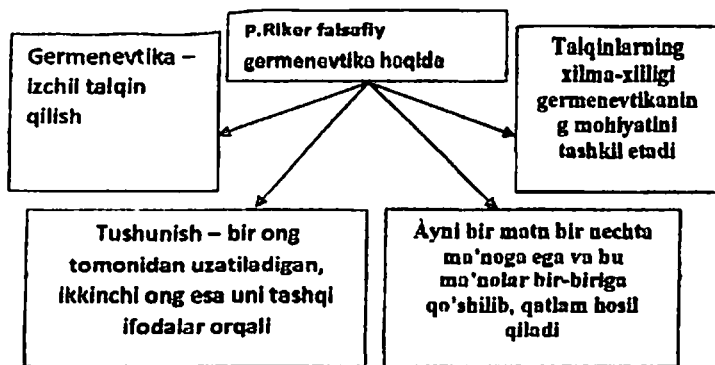 P.Rikor falsafiy
germenevtika haqida
Germenevtika –
izchil talqin
qilish
Talqinlarning
xilma-xilligi
germenevtikanin
g mohiyatini
tashkil etadi
Tushunish – bir ong
tomonidan uzatiladigan,
ikkinchi ong esa uni tashqi
ifodalar orqali
Ayni bir matn bir nechta
ma'noga ega va bu
ma'nolar bir-biriga
qo'shilib, qatlam hosil
qiladi